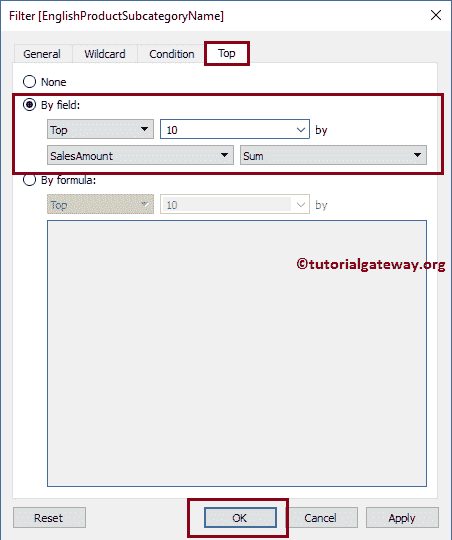 Filter [EnglishProductSubcategoryName]
General Wildcard Condition Top
None
By field:
Top 10 by
SalesAmount Sum
By formula:
Top 10 by
©tutorialgateway.org
Reset OK Cancel Apply